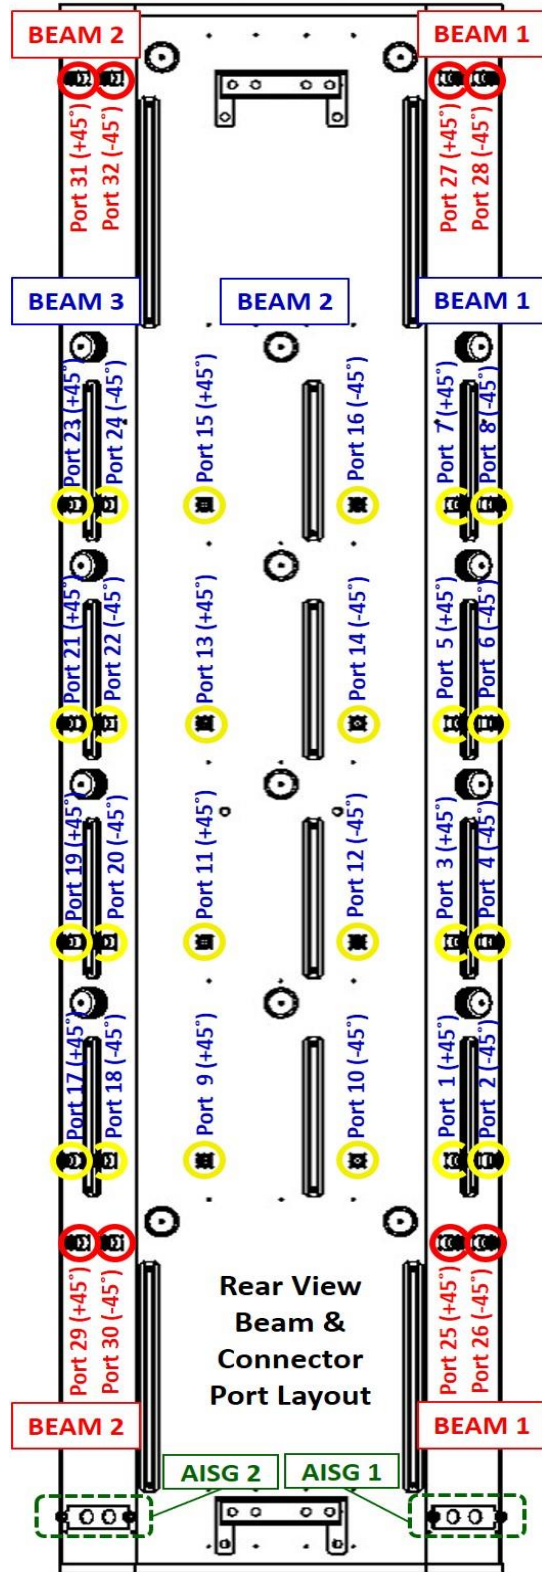 BEAM 2
BEAM 1
Port 31 (+45°)
Port 32 (-45°)
Port 27 (+45°)
Port 28 (-45°)
BEAM 3
BEAM 2
BEAM 1
Port 23 (+45°)
Port 24 (-45°)
Port 15 (+45°)
Port 16 (-45°)
Port 7 (+45°)
Port 8 (-45°)
Port 21 (+45°)
Port 22 (-45°)
Port 13 (+45°)
Port 14 (-45°)
Port 5 (+45°)
Port 6 (-45°)
Port 19 (+45°)
Port 20 (-45°)
Port 11 (+45°)
Port 12 (-45°)
Port 3 (+45°)
Port 4 (-45°)
Port 17 (+45°)
Port 18 (-45°)
Port 9 (+45°)
Port 10 (-45°)
Port 1 (+45°)
Port 2 (-45°)
Port 29 (+45°)
Port 30 (-45°)
Rear View
Beam &
Connector
Port Layout
Port 25 (+45°)
Port 26 (-45°)
BEAM 2
BEAM 1
AISG 2
AISG 1